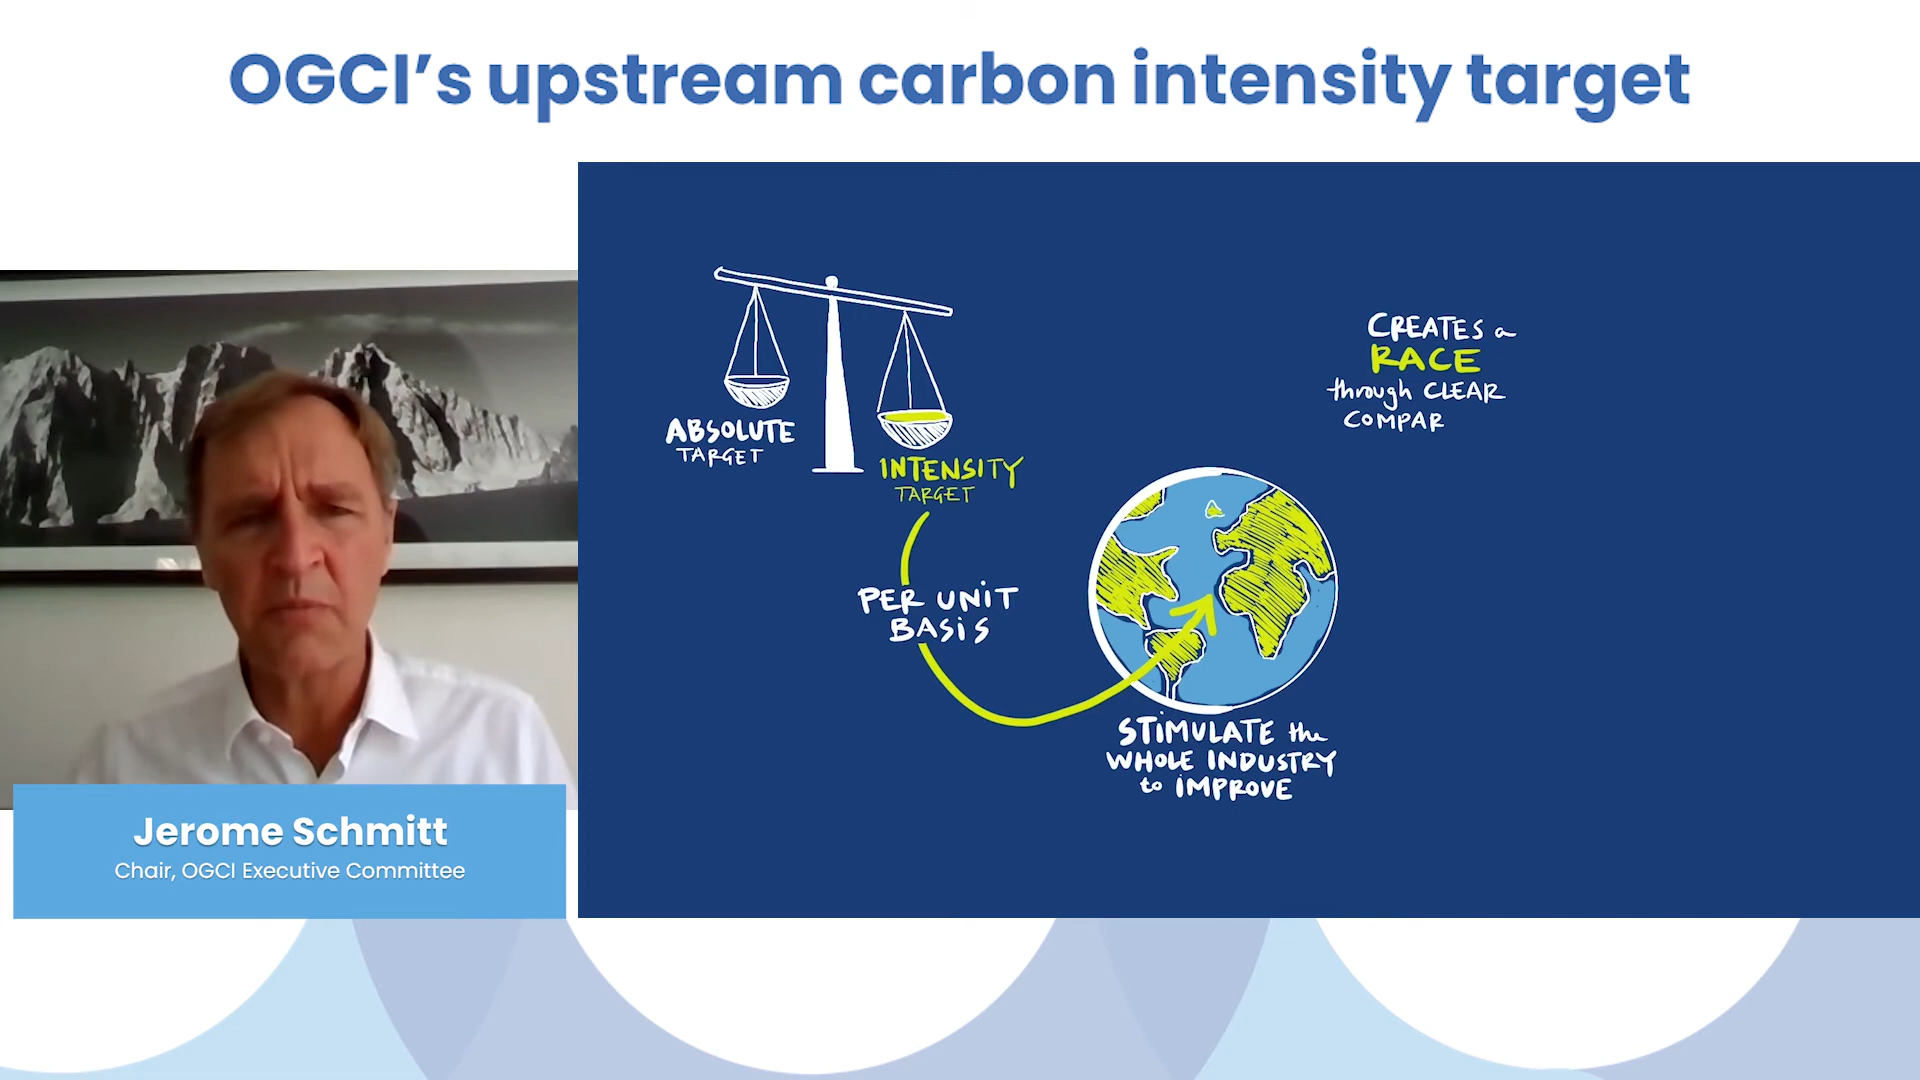 OGCI’s upstream carbon intensity target
ABSOLUTE
TARGET
INTENSITY
TARGET
PER UNIT
BASIS
STIMULATE the
WHOLE INDUSTRY
to IMPROVE
CREATES a
RACE
through CLEAR
COMPAR
Jerome Schmitt
Chair, OGCI Executive Committee